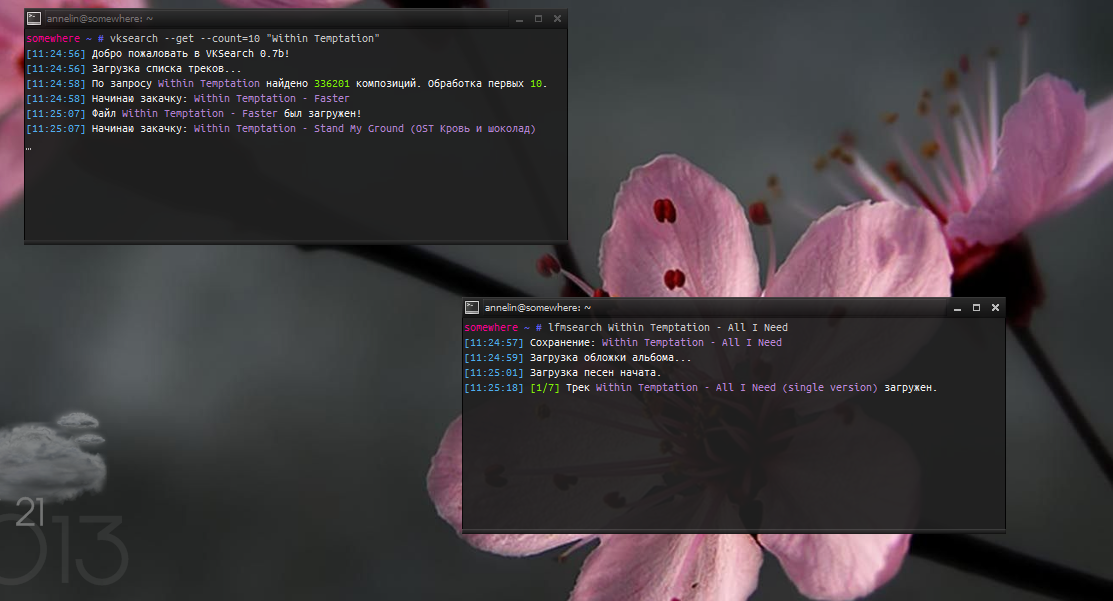 annelin@somewhere: ~
somewhere ~ # vksearch --get --count=10 "Within Temptation"
[11:24:56] Добро пожаловать в VKSearch 0.7b!
[11:24:56] Загрузка списка треков...
[11:24:58] По запросу Within Temptation найдено 336201 композиций. Обработка первых 10.
[11:24:58] Начинаю закачку: Within Temptation - Faster
[11:25:07] Файл Within Temptation - Faster был загружен!
[11:25:07] Начинаю закачку: Within Temptation - Stand My Ground (OST Кровь и шоколад)
…
annelin@somewhere: ~
somewhere ~ # lfmsearch Within Temptation - All I Need
[11:24:57] Сохранение: Within Temptation - All I Need
[11:24:59] Загрузка обложки альбома...
[11:25:01] Загрузка песен начата.
[11:25:18] [1/7] Трек Within Temptation - All I Need (single version) загружен.
21
013